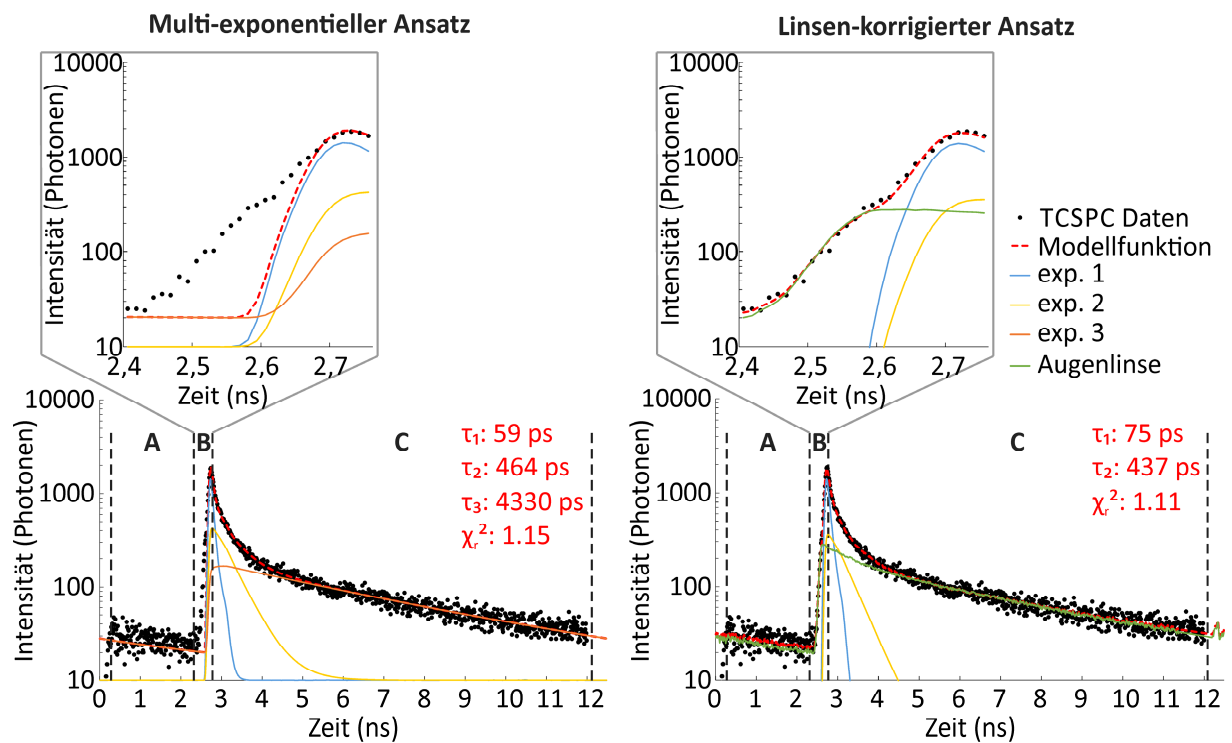 Multi-exponentieller Ansatz
Linsen-korrigierter Ansatz
Intensität (Photonen)
10000
1000
100
10
2,4
2,5
2,6
2,7
Zeit (ns)
Intensität (Photonen)
10000
1000
100
10
2,4
2,5
2,6
2,7
Zeit (ns)
TCSPC Daten
Modellfunktion
exp. 1
exp. 2
exp. 3
Augenlinse
Intensität (Photonen)
10000
1000
100
10
A
B
C
τ₁: 59 ps
τ₂: 464 ps
τ₃: 4330 ps
χᵣ²: 1.15
0 1 2 3 4 5 6 7 8 9 10 11 12
Zeit (ns)
Intensität (Photonen)
10000
1000
100
10
A
B
C
τ₁: 75 ps
τ₂: 437 ps
χᵣ²: 1.11
0 1 2 3 4 5 6 7 8 9 10 11 12
Zeit (ns)